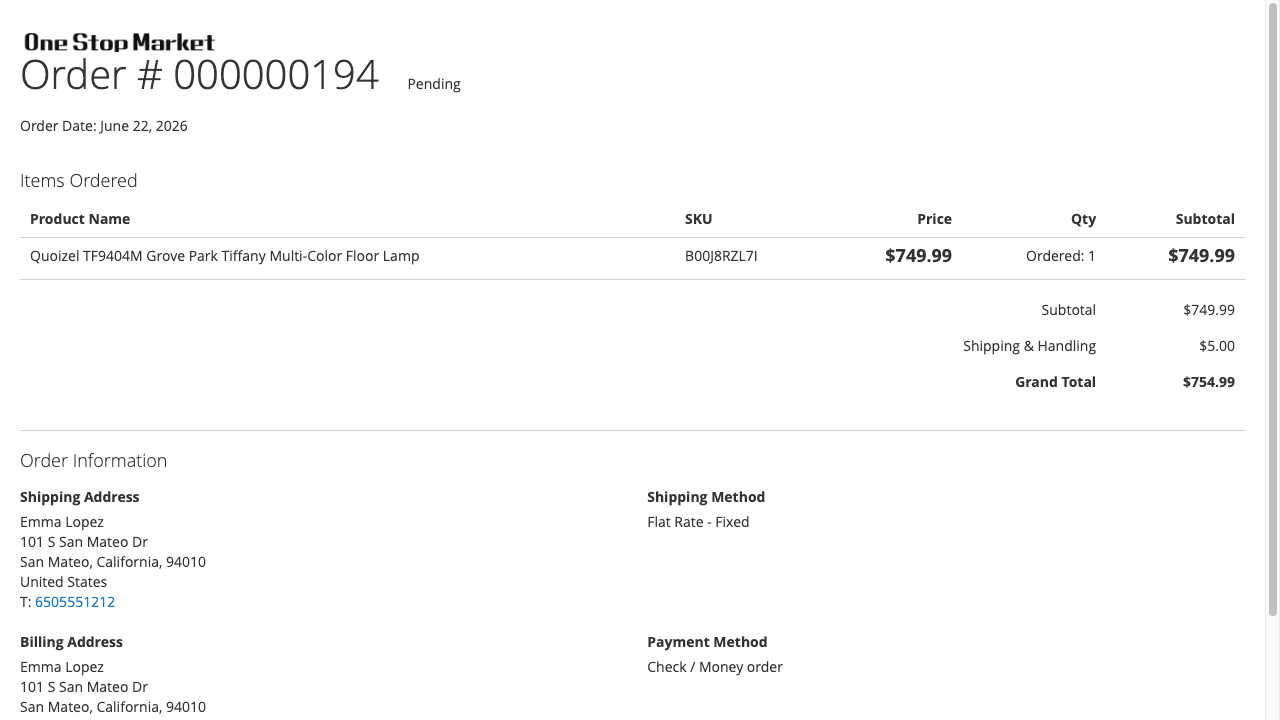 One Stop Market
Order # 000000194 Pending
Order Date: June 22, 2026
Items Ordered
Product Name SKU Price Qty Subtotal
Quoizel TF9404M Grove Park Tiffany Multi-Color Floor Lamp B00J8RZL7I $749.99 Ordered: 1 $749.99
Subtotal $749.99
Shipping & Handling $5.00
Grand Total $754.99
Order Information
Shipping Address
Emma Lopez
101 S San Mateo Dr
San Mateo, California, 94010
United States
T: 6505551212
Shipping Method
Flat Rate - Fixed
Billing Address
Emma Lopez
101 S San Mateo Dr
San Mateo, California, 94010
Payment Method
Check / Money order